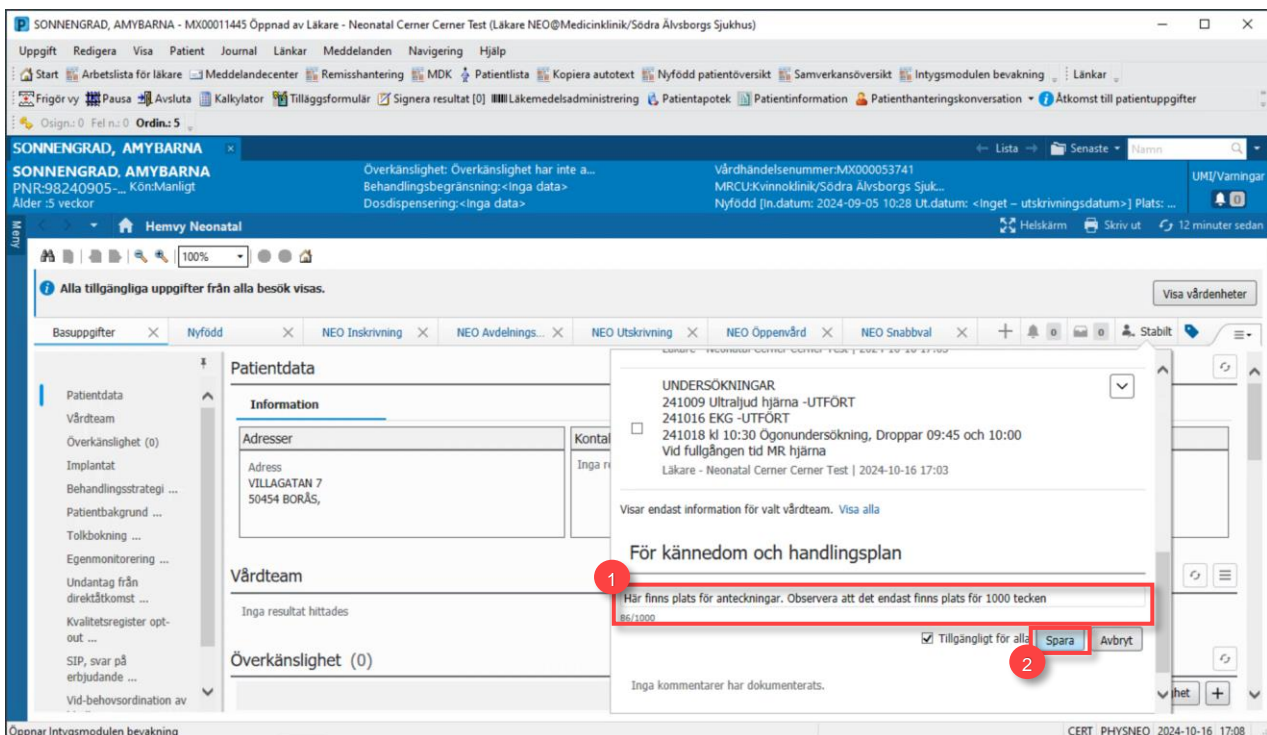 SONNENGRAD, AMYBARNA - MX00011445 Öppnad av Läkare - Neonatal Cerner Cerner Test (Läkare NEO@Medicinklinik/Södra Älvsborgs Sjukhus)
Uppgift Redigera Visa Patient Journal Länkar Meddelanden Navigering Hjälp
Start Arbetslista för läkare Meddelandecenter Remisshantering MDK Patientlista Kopiera autotext Nyfödd patientöversikt Samverkansöversikt Intygsmodulen bevakning Länkar
Frigör vy Pausa Avsluta Kalkylator Tilläggsformulär Signera resultat [0] Läkemedelsadministrering Patientapotek Patientinformation Patienthanteringskonversation Åtkomst till patientuppgifter
Osign.: 0 Fel n.: 0 Ordin.: 5
SONNENGRAD, AMYBARNA
Lista Senaste Namn
SONNENGRAD, AMYBARNA Överkänslighet: Överkänslighet har inte a... Vårdhändelsenummer:MX000053741
PNR:98240905-... Kön:Manligt Behandlingsbegränsning:<Inga data> MRCU:Kvinnoklinik/Södra Älvsborgs Sjuk... UMI/Varningar
Ålder :5 veckor Dosdispensering:<Inga data> Nyfödd [In.datum: 2024-09-05 10:28 Ut.datum: <Inget – utskrivningsdatum>] Plats: ... 0
Meny
Hemvy Neonatal Helskärm Skriv ut 12 minuter sedan
100%
Alla tillgängliga uppgifter från alla besök visas. Visa vårdenheter
Basuppgifter Nyfödd NEO Inskrivning NEO Avdelnings... NEO Utskrivning NEO Öppenvård NEO Snabbval 0 0 Stabilt
Patientdata
Vårdteam
Överkänslighet (0)
Implantat
Behandlingsstrategi ...
Patientbakgrund ...
Tolkbokning ...
Egenmonitorering ...
Undantag från
direktåtkomst ...
Kvalitetsregister opt-
out ...
SIP, svar på
erbjudande ...
Vid-behovsordination av
Patientdata
Information
Adresser
Adress
VILLAGATAN 7
50454 BORÅS,
Vårdteam
Inga resultat hittades
Överkänslighet (0)
Läkare - Neonatal Cerner Cerner Test | 2024-10-16 17:03
UNDERSÖKNINGAR
241009 Ultraljud hjärna -UTFÖRT
241016 EKG -UTFÖRT
241018 kl 10:30 Ögonundersökning, Droppar 09:45 och 10:00
Vid fullgången tid MR hjärna
Läkare - Neonatal Cerner Cerner Test | 2024-10-16 17:03
Visar endast information för valt vårdteam. Visa alla
För kännedom och handlingsplan
1
Här finns plats för anteckningar. Observera att det endast finns plats för 1000 tecken
86/1000
Tillgängligt för alla Spara Avbryt
2
Inga kommentarer har dokumenterats.
Öppnar Intygsmodulen bevakning CERT PHYSNEO 2024-10-16 17:08